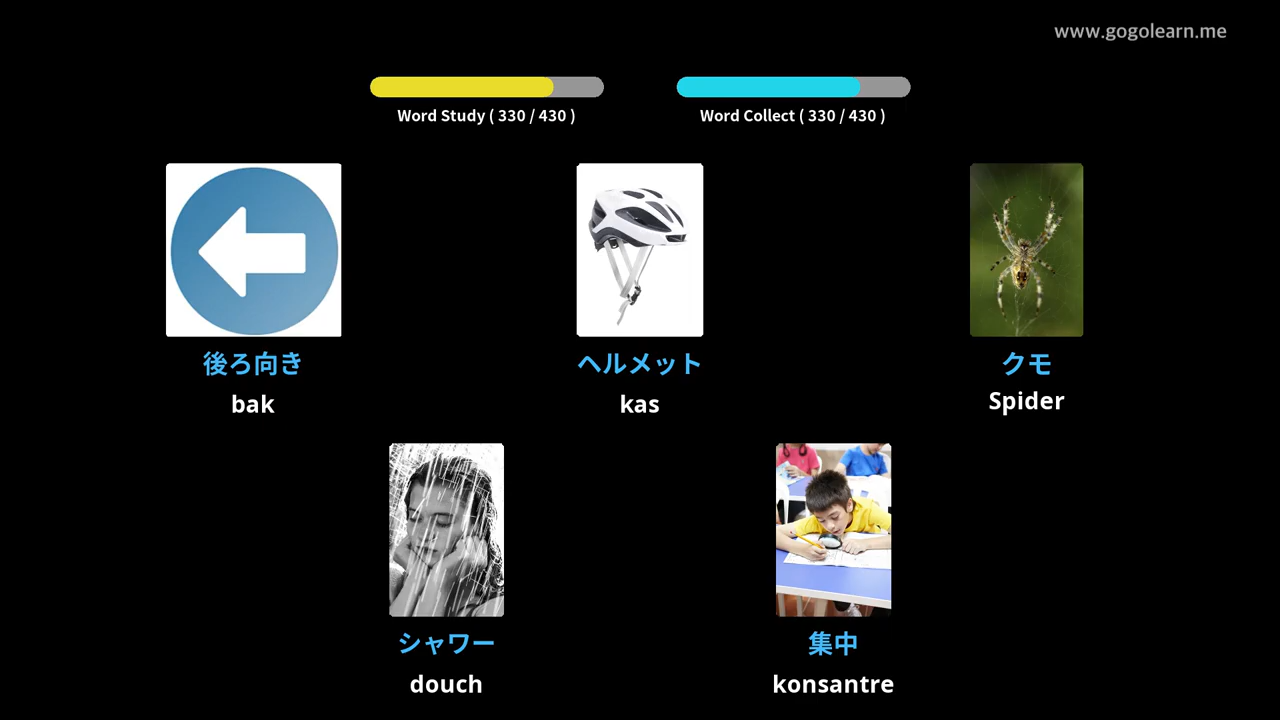 www.gogolearn.me
Word Study ( 330 / 430 )
Word Collect ( 330 / 430 )
後ろ向き
bak
ヘルメット
kas
クモ
Spider
シャワー
douch
集中
konsantre